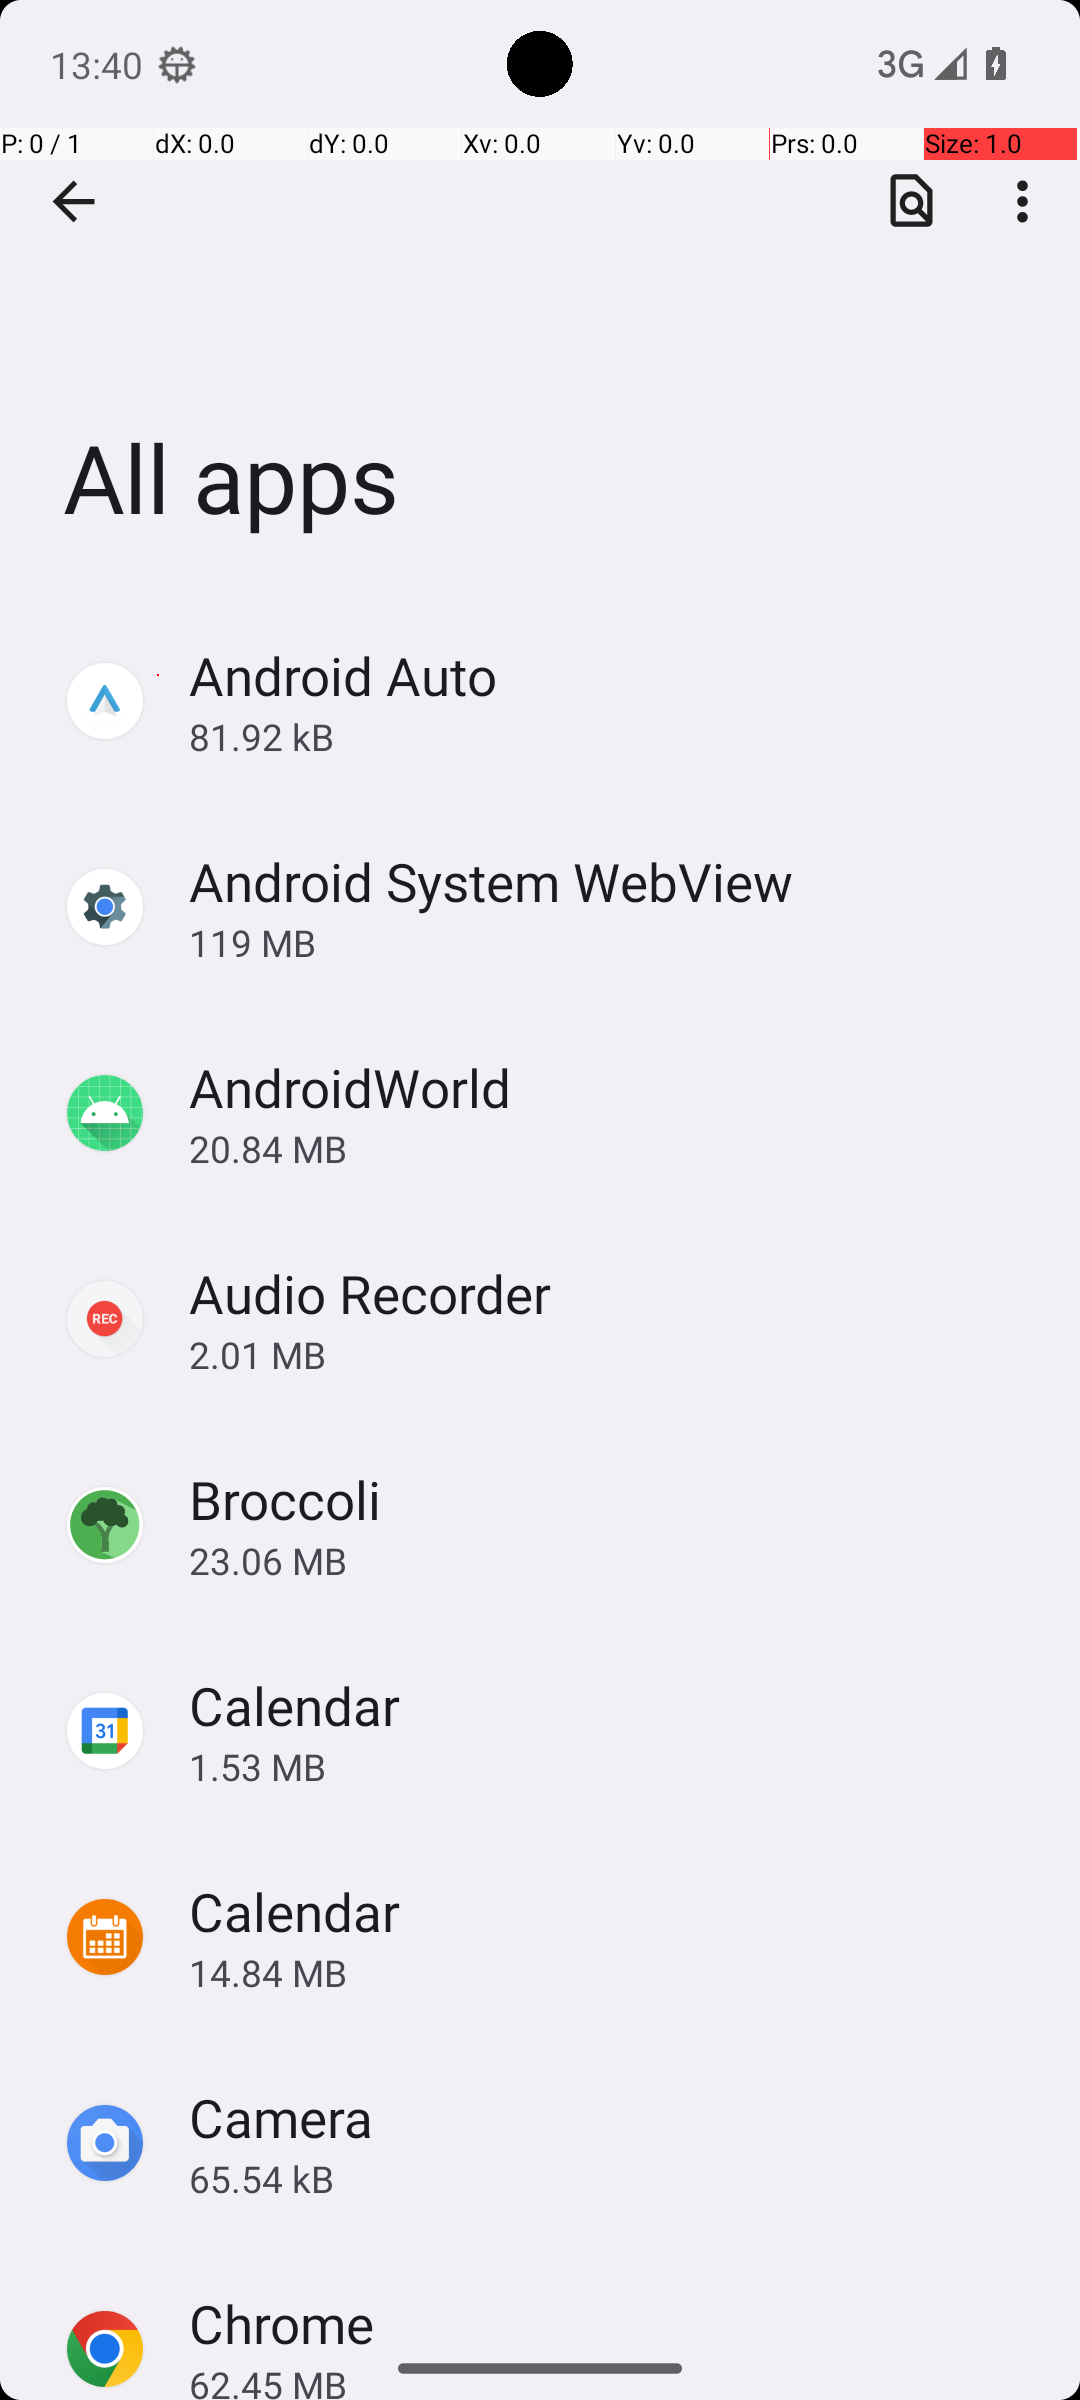 13:40
3G
P: 0 / 1 dX: 0.0 dY: 0.0 Xv: 0.0 Yv: 0.0 Prs: 0.0 Size: 1.0
All apps
Android Auto
81.92 kB
Android System WebView
119 MB
AndroidWorld
20.84 MB
REC
Audio Recorder
2.01 MB
Broccoli
23.06 MB
31
Calendar
1.53 MB
Calendar
14.84 MB
Camera
65.54 kB
Chrome
62.45 MB